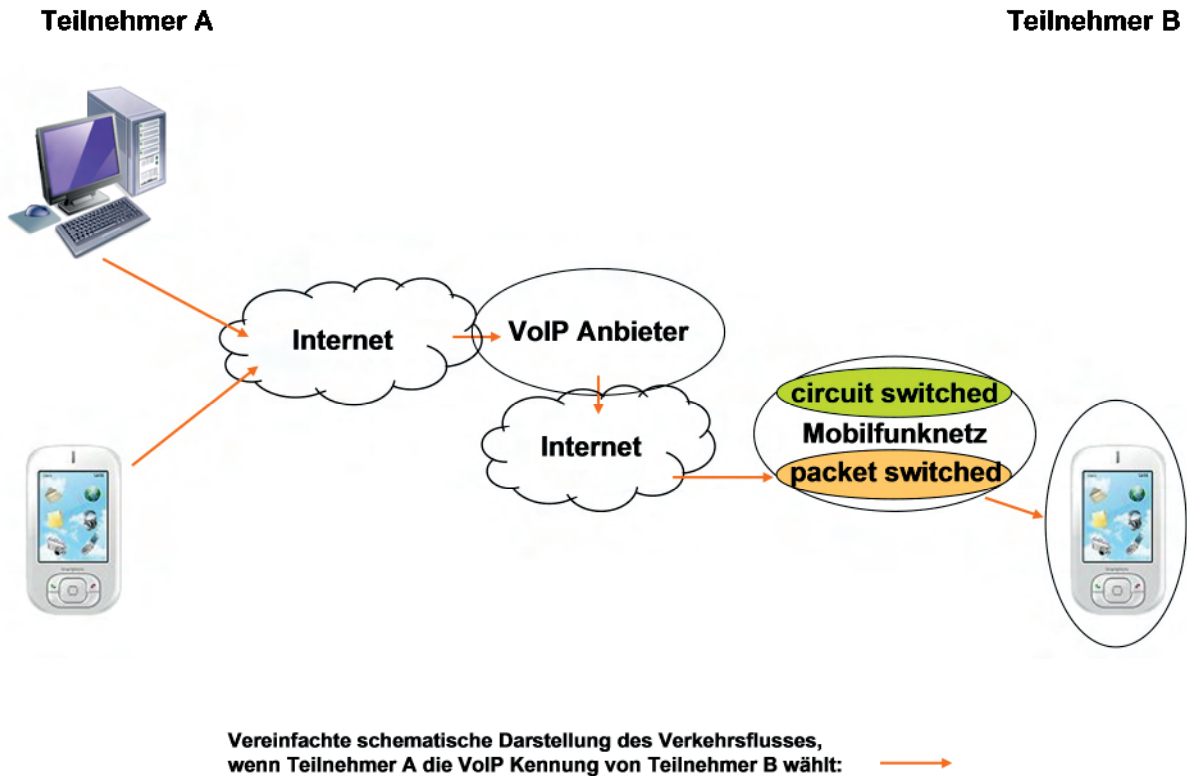 Teilnehmer A
Teilnehmer B
Internet
VoIP Anbieter
Internet
circuit switched
Mobilfunknetz
packet switched
Vereinfachte schematische Darstellung des Verkehrsflusses,
wenn Teilnehmer A die VoIP Kennung von Teilnehmer B wählt: